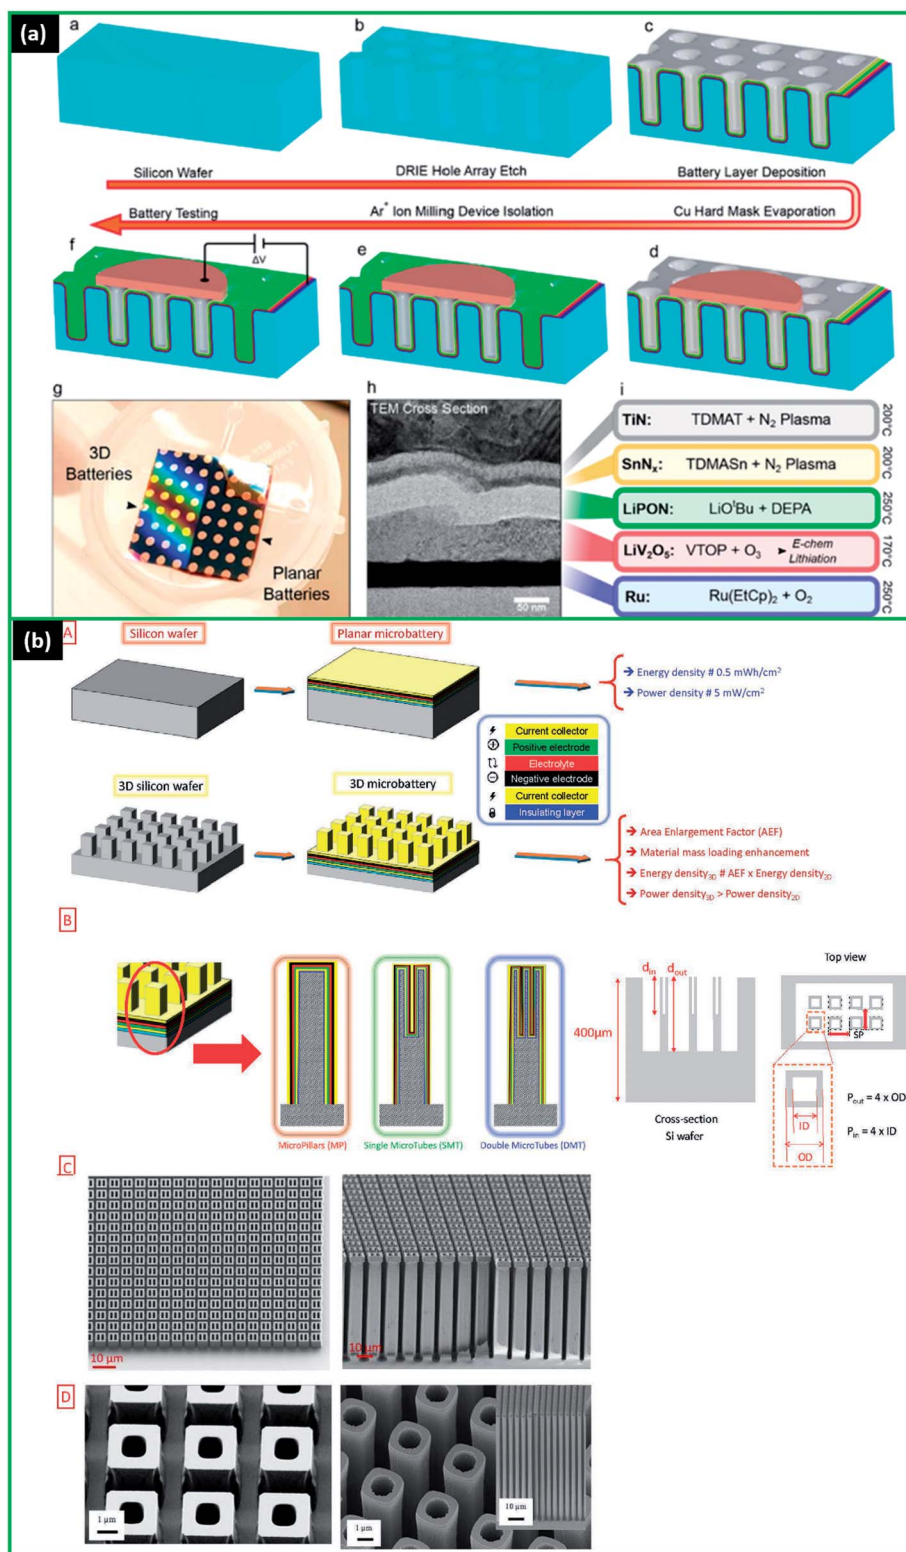 (a)
a
b
c
Silicon Wafer
DRIE Hole Array Etch
Battery Layer Deposition
Battery Testing
Ar⁺ Ion Milling Device Isolation
Cu Hard Mask Evaporation
f
ΔV
e
d
g
3D
Batteries
Planar
Batteries
h
TEM Cross Section
50 nm
i
TiN: TDMAT + N₂ Plasma 200°C
SnNₓ: TDMASn + N₂ Plasma 200°C
LiPON: LiOᵗBu + DEPA 250°C
LiV₂O₅: VTOP + O₃ ► E-chem Lithiation 170°C
Ru: Ru(EtCp)₂ + O₂ 250°C
(b)
A
Silicon wafer
Planar microbattery
→ Energy density # 0.5 mWh/cm²
→ Power density # 5 mW/cm²
Current collector
Positive electrode
Electrolyte
Negative electrode
Current collector
Insulating layer
3D silicon wafer
3D microbattery
→ Area Enlargement Factor (AEF)
→ Material mass loading enhancement
→ Energy density₃D # AEF x Energy density₂D
→ Power density₃D > Power density₂D
B
MicroPillars (MP)
Single MicroTubes (SMT)
Double MicroTubes (DMT)
d_in
d_out
400µm
Cross-section
Si wafer
Top view
SP
ID
OD
P_out = 4 x OD
P_in = 4 x ID
C
10 µm
10 µm
D
1 µm
1 µm
10 µm